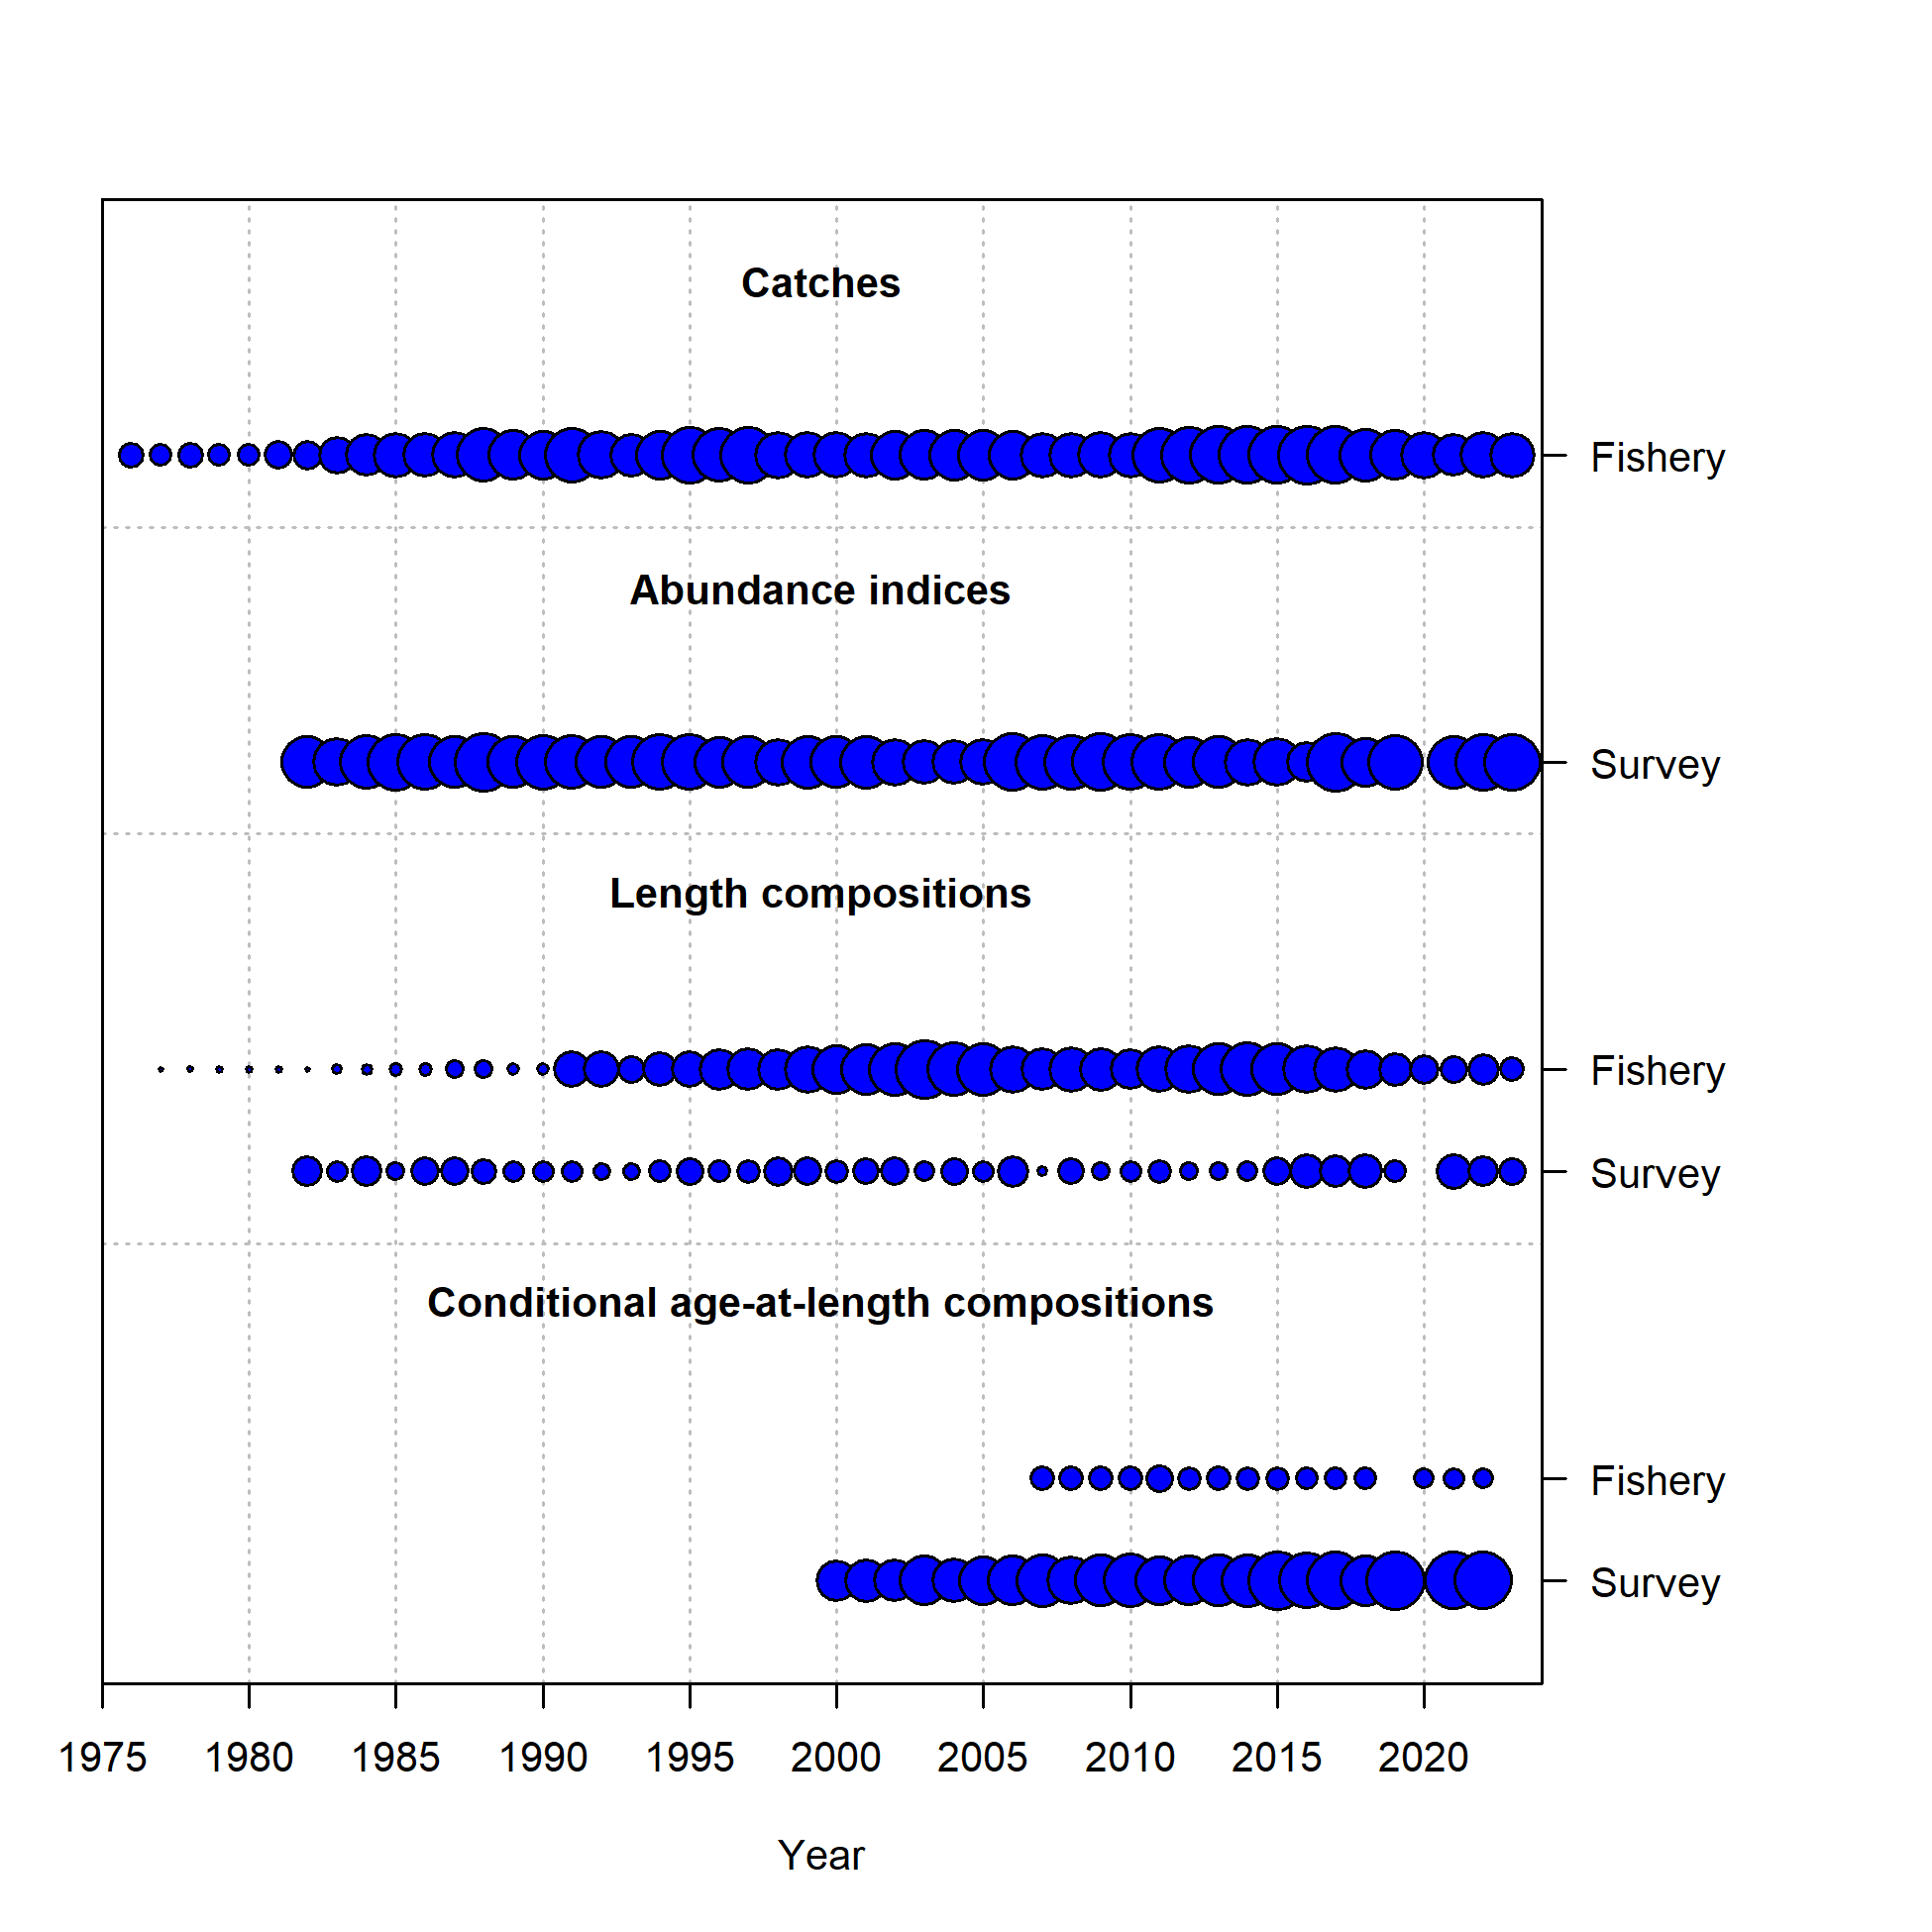 Catches
Fishery
Abundance indices
Survey
Length compositions
Fishery
Survey
Conditional age-at-length compositions
Fishery
Survey
1975 1980 1985 1990 1995 2000 2005 2010 2015 2020
Year